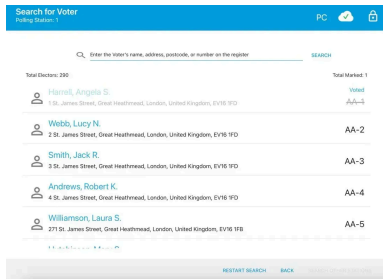 Search for Voter
Polling Station: 1
PC
Enter the Voter's name, address, postcode, or number on the register
SEARCH
Total Electors: 290
Total Marked: 1
Harrell, Angela S.
Voted
1 St. James Street, Great Heathmead, London, United Kingdom, EV16 1FD
AA-1
Webb, Lucy N.
2 St. James Street, Great Heathmead, London, United Kingdom, EV16 1FD
AA-2
Smith, Jack R.
3 St. James Street, Great Heathmead, London, United Kingdom, EV16 1FD
AA-3
Andrews, Robert K.
4 St. James Street, Great Heathmead, London, United Kingdom, EV16 1FD
AA-4
Williamson, Laura S.
271 St. James Street, Great Heathmead, London, United Kingdom, EV16 1FB
AA-5
RESTART SEARCH
BACK